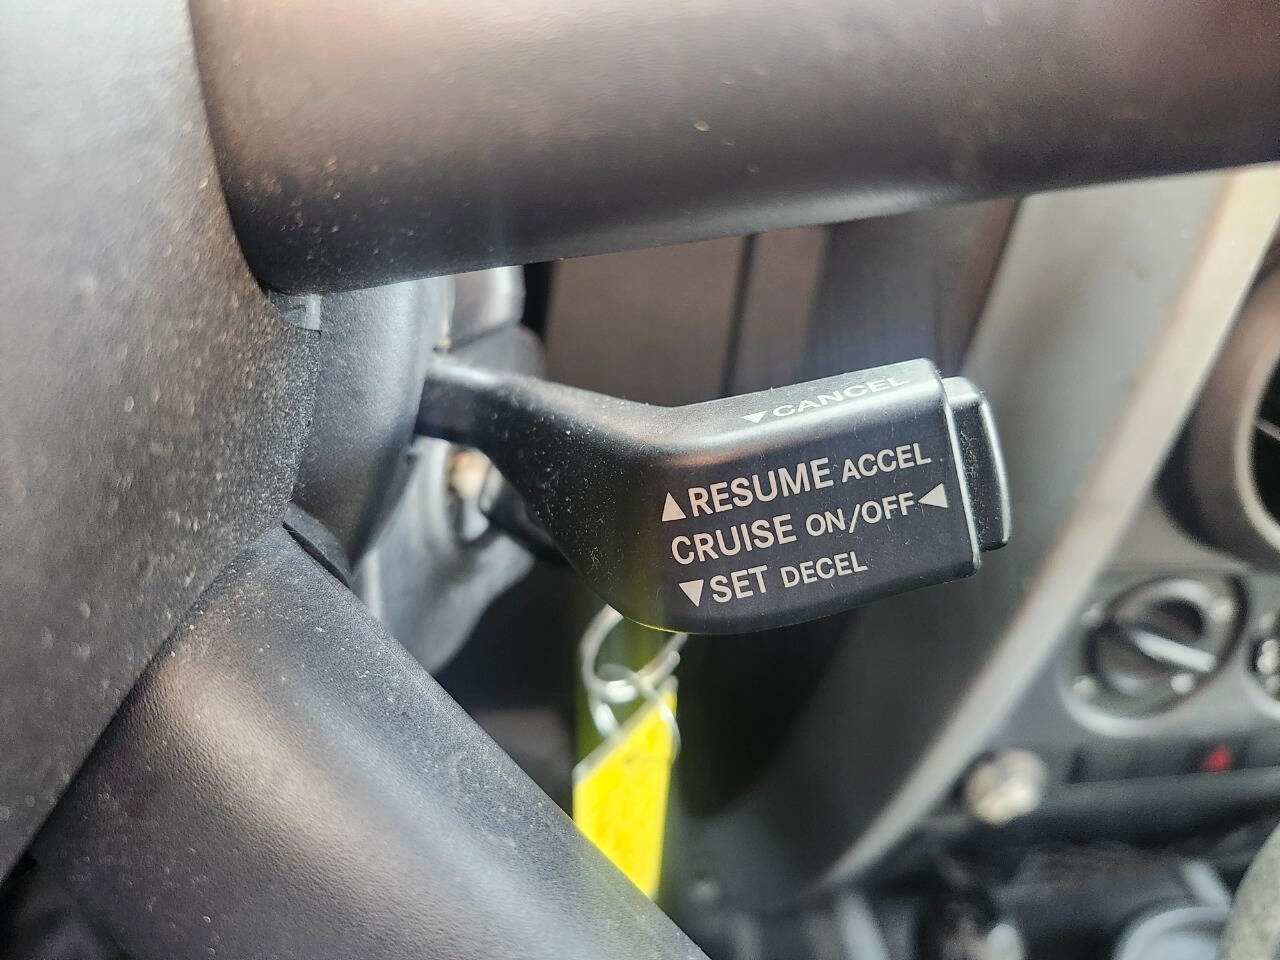 ▼CANCEL
▲RESUME ACCEL
CRUISE ON/OFF◀
▼SET DECEL